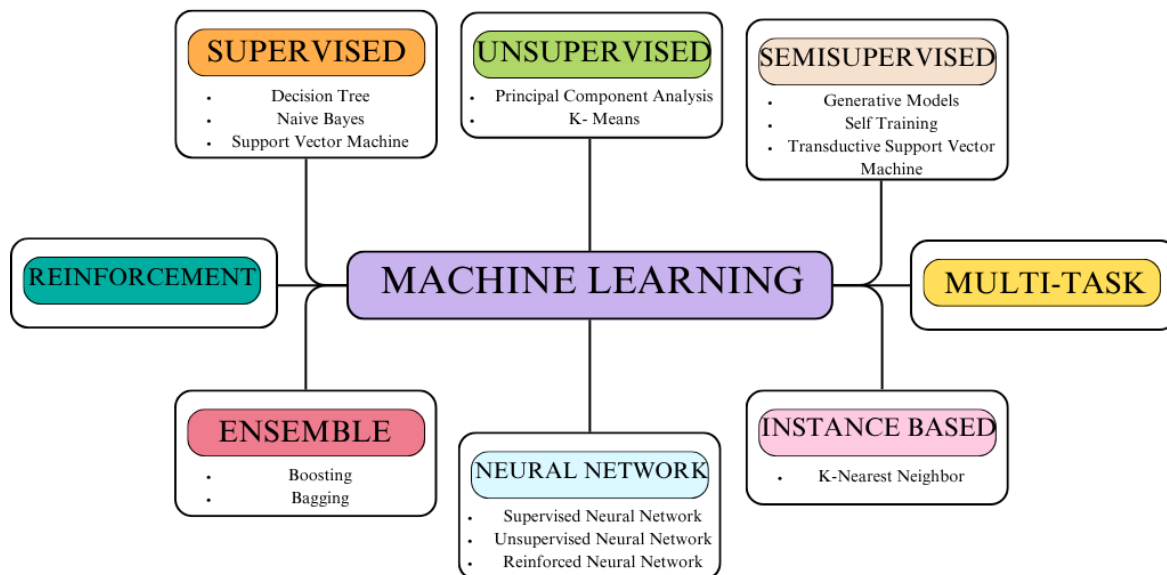 SUPERVISED
• Decision Tree
• Naive Bayes
• Support Vector Machine
UNSUPERVISED
• Principal Component Analysis
• K- Means
SEMISUPERVISED
• Generative Models
• Self Training
• Transductive Support Vector
Machine
REINFORCEMENT
MACHINE LEARNING
MULTI-TASK
ENSEMBLE
• Boosting
• Bagging
NEURAL NETWORK
• Supervised Neural Network
• Unsupervised Neural Network
• Reinforced Neural Network
INSTANCE BASED
• K-Nearest Neighbor